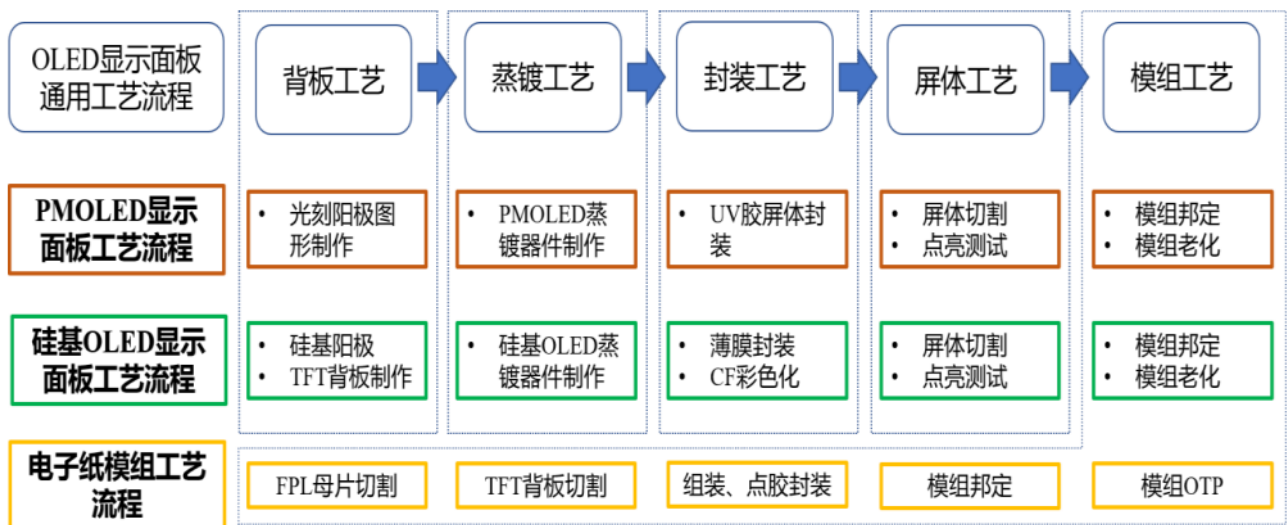 OLED显示面板
通用工艺流程
背板工艺
蒸镀工艺
封装工艺
屏体工艺
模组工艺
PMOLED显示
面板工艺流程
• 光刻阳极图
形制作
• PMOLED蒸
镀器件制作
• UV胶屏体封
装
• 屏体切割
• 点亮测试
• 模组邦定
• 模组老化
硅基OLED显示
面板工艺流程
• 硅基阳极
• TFT背板制作
• 硅基OLED蒸
镀器件制作
• 薄膜封装
• CF彩色化
• 屏体切割
• 点亮测试
• 模组邦定
• 模组老化
电子纸模组工艺
流程
FPL母片切割
TFT背板切割
组装、点胶封装
模组邦定
模组OTP